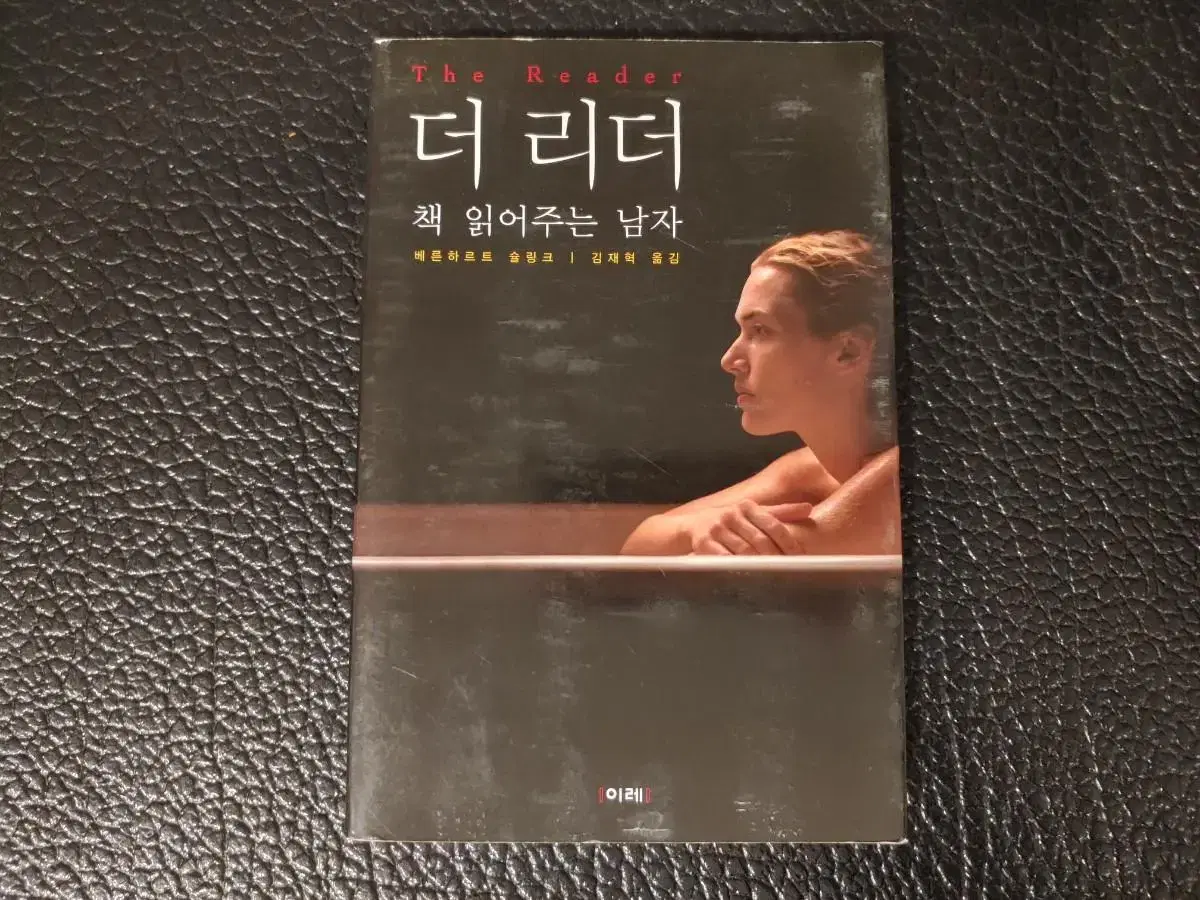 The Reader
더 리더
책 읽어주는 남자
베른하르트 슐링크 | 김재혁 옮김
[이레]